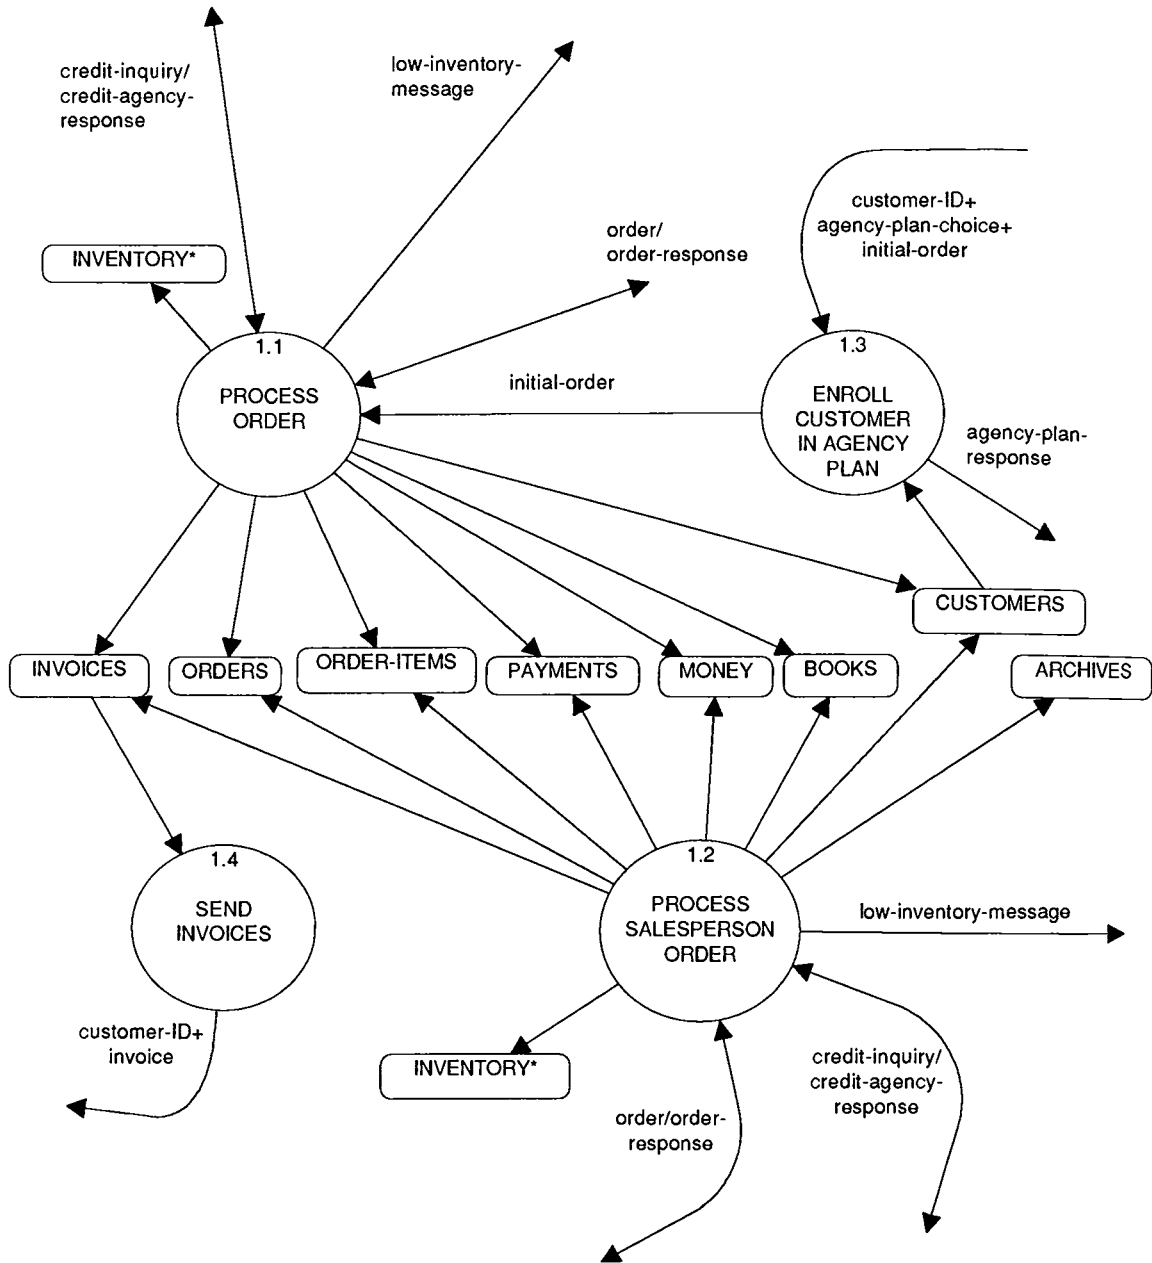 credit-inquiry/
credit-agency-
response
low-inventory-
message
customer-ID+
agency-plan-choice+
initial-order
order/
order-response
INVENTORY*
1.1
PROCESS
ORDER
initial-order
1.3
ENROLL
CUSTOMER
IN AGENCY
PLAN
agency-plan-
response
CUSTOMERS
INVOICES
ORDERS
ORDER-ITEMS
PAYMENTS
MONEY
BOOKS
ARCHIVES
1.4
SEND
INVOICES
1.2
PROCESS
SALESPERSON
ORDER
low-inventory-message
customer-ID+
invoice
INVENTORY*
credit-inquiry/
credit-agency-
response
order/order-
response